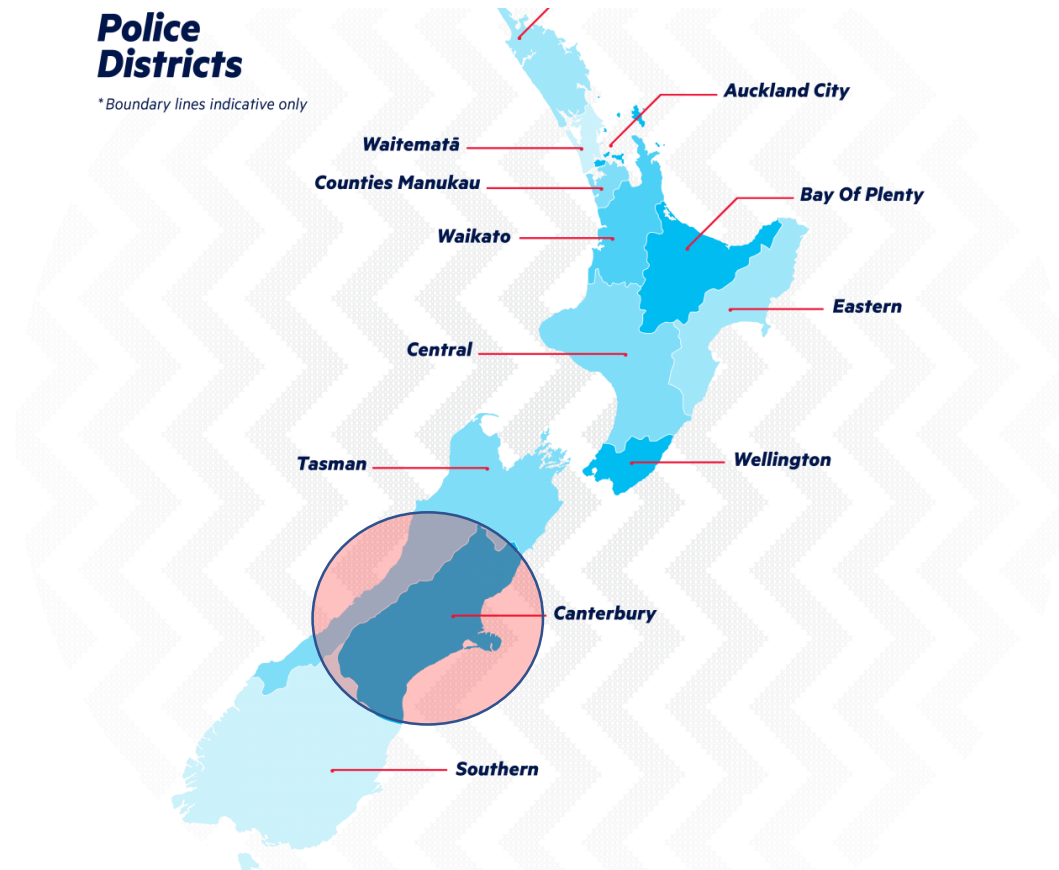 Police
Districts
*Boundary lines indicative only
Auckland City
Waitematā
Counties Manukau
Bay Of Plenty
Waikato
Eastern
Central
Tasman
Wellington
Canterbury
Southern